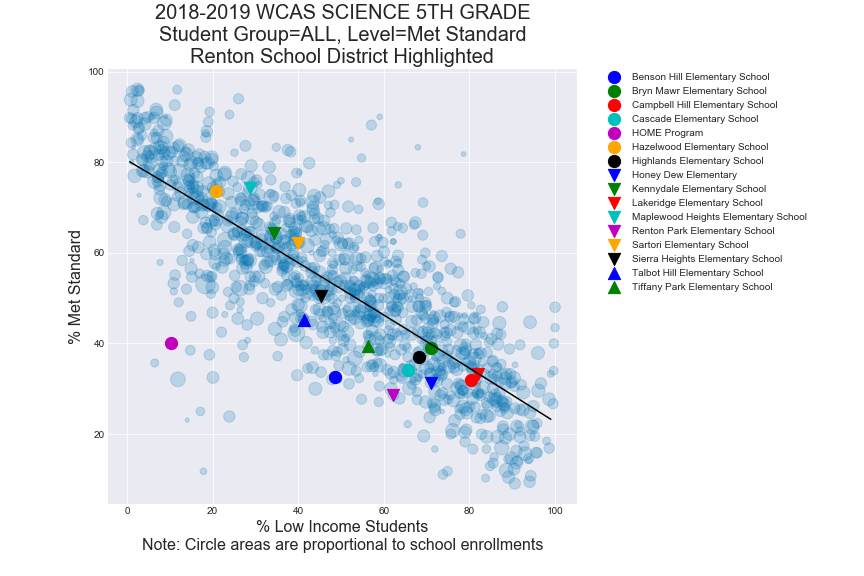 2018-2019 WCAS SCIENCE 5TH GRADE
Student Group=ALL, Level=Met Standard
Renton School District Highlighted
100
80
60
40
20
% Met Standard
0
20
40
60
80
100
% Low Income Students
Note: Circle areas are proportional to school enrollments
Benson Hill Elementary School
Bryn Mawr Elementary School
Campbell Hill Elementary School
Cascade Elementary School
HOME Program
Hazelwood Elementary School
Highlands Elementary School
Honey Dew Elementary
Kennydale Elementary School
Lakeridge Elementary School
Maplewood Heights Elementary School
Renton Park Elementary School
Sartori Elementary School
Sierra Heights Elementary School
Talbot Hill Elementary School
Tiffany Park Elementary School